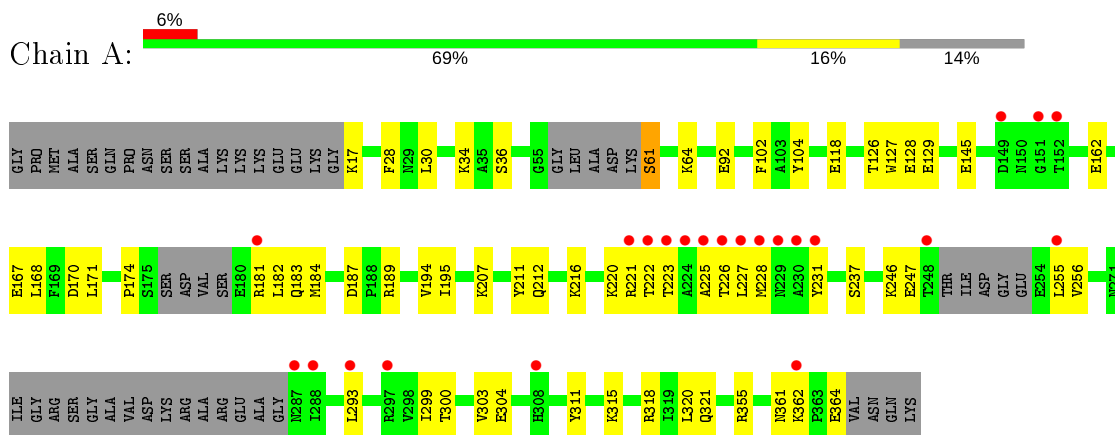 6%
Chain A:
69% 16% 14%
GLY PRO MET ALA SER GLN PRO ASN SER SER ALA LYS LYS LYS GLU GLU LYS GLY K17 F28 N29 L30 K34 A35 S36 G55 GLY LEU ALA ASP LYS S61 K64 E92 F102 A103 Y104 E118 T126 W127 E128 E129 E145 D149 N150 G151 T152 E162
E167 L168 F169 D170 L171 P174 S175 SER ASP VAL SER E180 R181 L182 Q183 M184 D187 P188 R189 V194 I195 K207 Y211 Q212 K216 K220 R221 T222 T223 A224 A225 T226 L227 M228 N229 A230 Y231 S237 K246 E247 T248 THR ILE ASP GLY GLU E254 L255 V256 N271
ILE GLY ARG SER GLY ALA VAL ASP LYS ARG ALA ARG GLU ALA GLY N287 I288 L293 R297 V298 I299 T300 V303 E304 H308 Y311 K315 R318 I319 L320 Q321 R355 N361 K362 P363 E364 VAL ASN GLN LYS